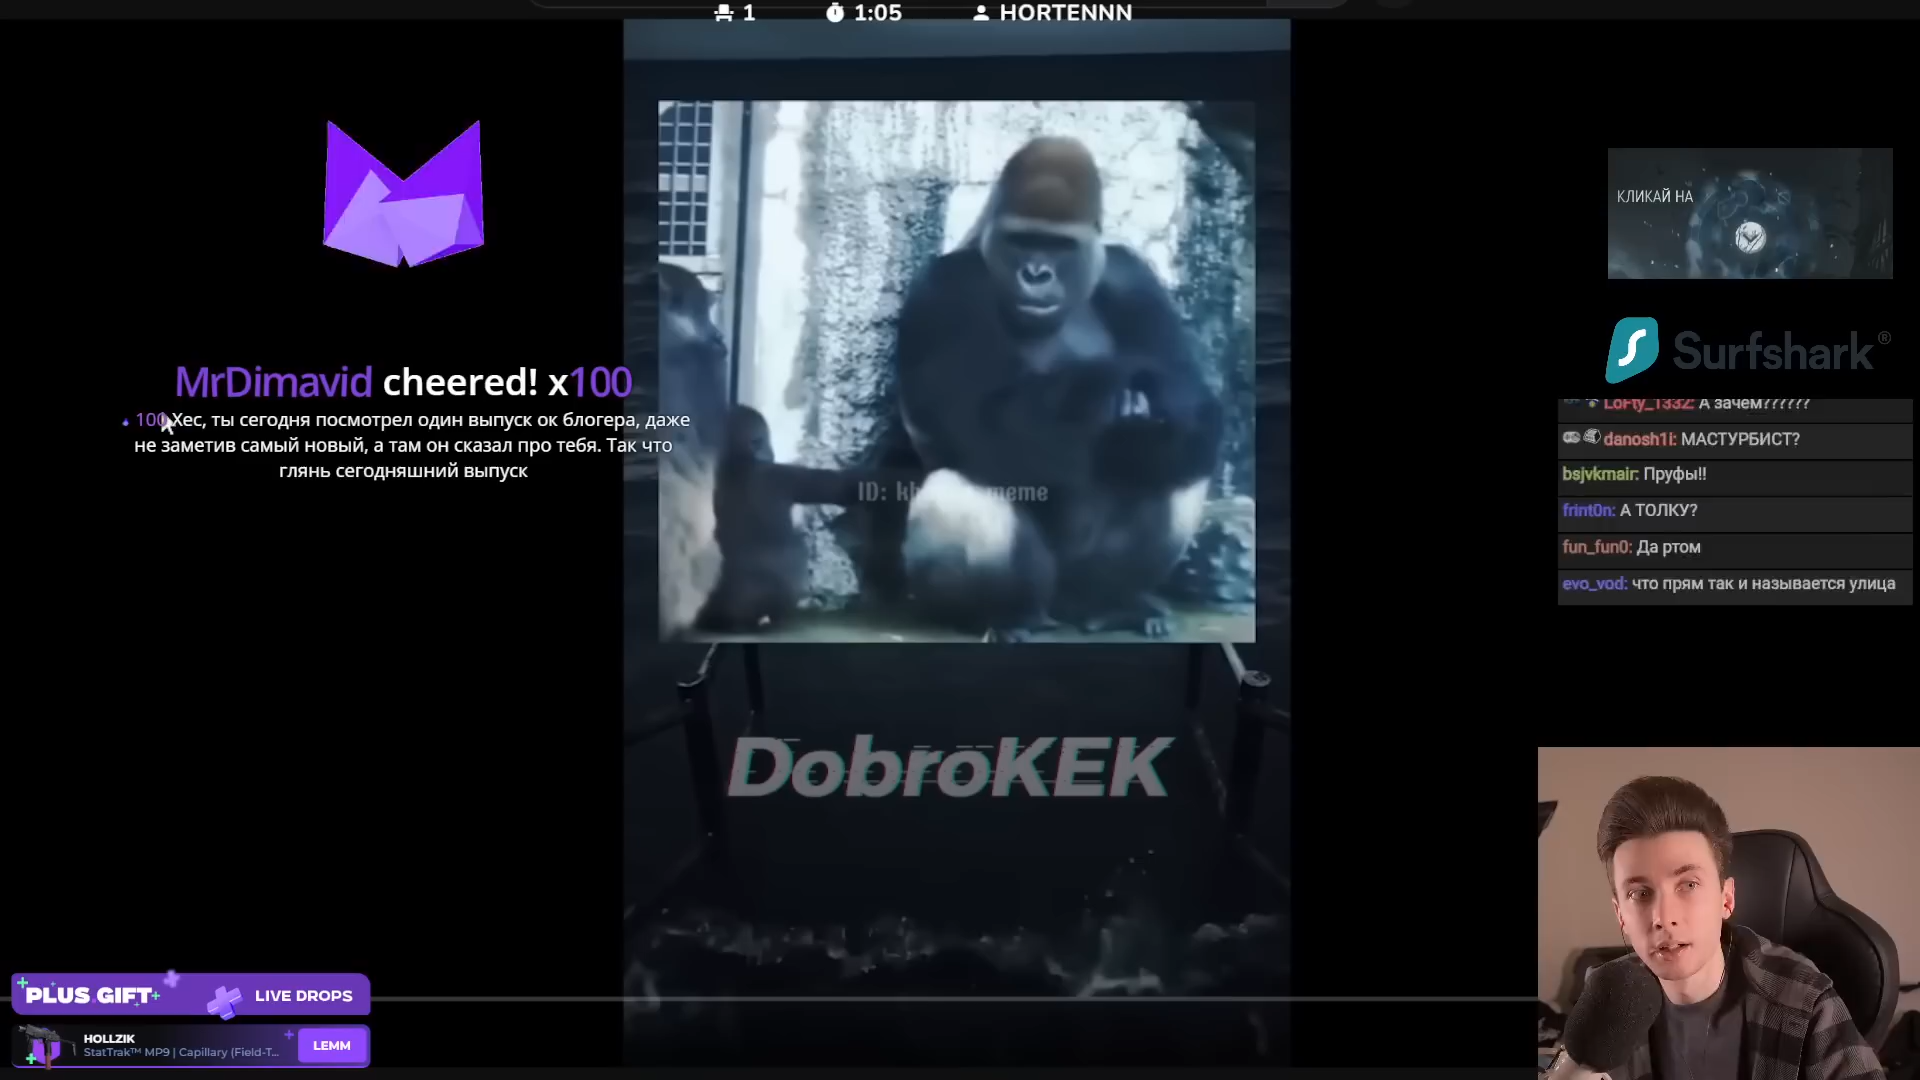 1
1:05
HORTENNN
КЛИКАЙ НА
Surfshark®
MrDimavid cheered! x100
100 Хес, ты сегодня посмотрел один выпуск ок блогера, даже
не заметив самый новый, а там он сказал про тебя. Так что
глянь сегодняшний выпуск
LoFty_1332: А зачем??????
danosh1i: МАСТУРБИСТ?
bsjvkmair: Пруфы!!
frint0n: А ТОЛКУ?
fun_fun0: Да ртом
evo_vod: что прям так и называется улица
ID:
DobroKEK
PLUS GIFT
LIVE DROPS
HOLLZIK
StatTrak™ MP9 | Capillary (Field-T...
LEMM